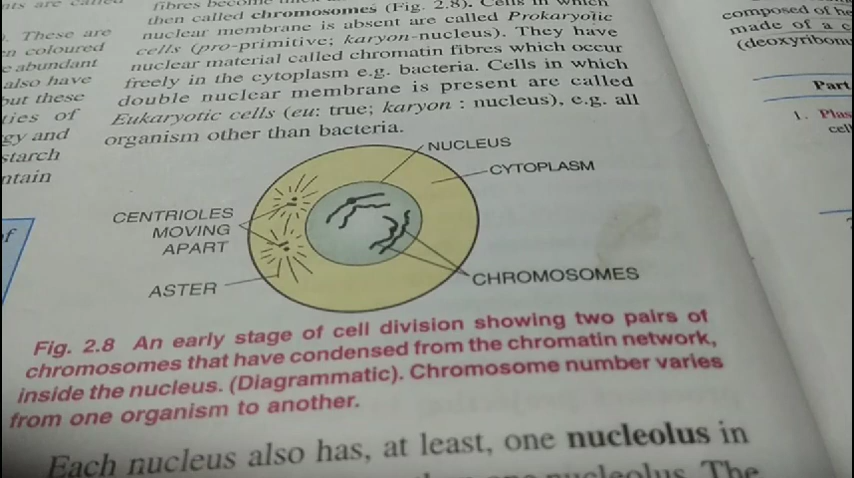 These are
coloured
abundant
also have
but these
ties of
gy and
starch
ntain
then called chromosomes (Fig. 2.8). Cells in which
nuclear membrane is absent are called Prokaryotic
cells (pro-primitive; karyon-nucleus). They have
nuclear material called chromatin fibres which occur
freely in the cytoplasm e.g. bacteria. Cells in which
double nuclear membrane is present are called
Eukaryotic cells (eu: true; karyon : nucleus), e.g. all
organism other than bacteria.
NUCLEUS
CYTOPLASM
CENTRIOLES
MOVING
APART
ASTER
CHROMOSOMES
Fig. 2.8 An early stage of cell division showing two pairs of
chromosomes that have condensed from the chromatin network,
inside the nucleus. (Diagrammatic). Chromosome number varies
from one organism to another.
Each nucleus also has, at least, one nucleolus in
nucleolus. The
composed of
made of a
Part
1.